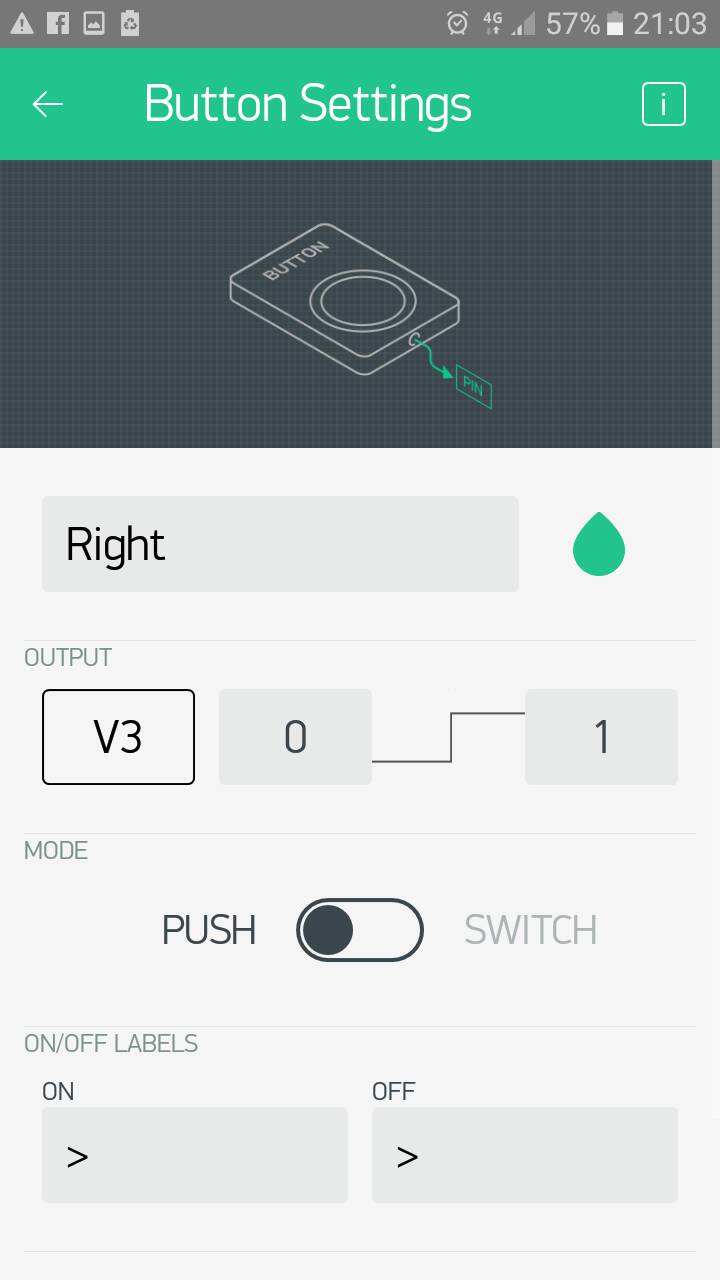 4G 57% 21:03
Button Settings i
BUTTON
PIN
Right
OUTPUT
V3 0 1
MODE
PUSH SWITCH
ON/OFF LABELS
ON OFF
> >